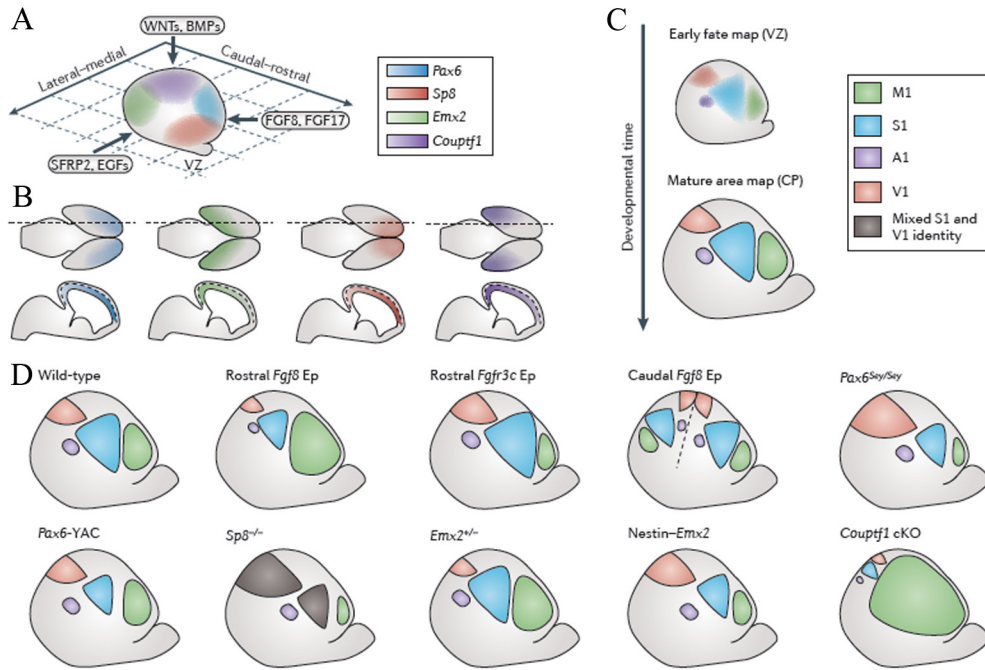 A
WNTs, BMPs
Lateral–medial
Caudal–rostral
FGF8, FGF17
SFRP2, EGFs
VZ
Pax6
Sp8
Emx2
Couptf1
B
C
Developmental time
Early fate map (VZ)
Mature area map (CP)
M1
S1
A1
V1
Mixed S1 and
V1 identity
D
Wild-type
Rostral Fgf8 Ep
Rostral Fgfr3c Ep
Caudal Fgf8 Ep
Pax6Sey/Sey
Pax6-YAC
Sp8–/–
Emx2+/–
Nestin–Emx2
Couptf1 cKO